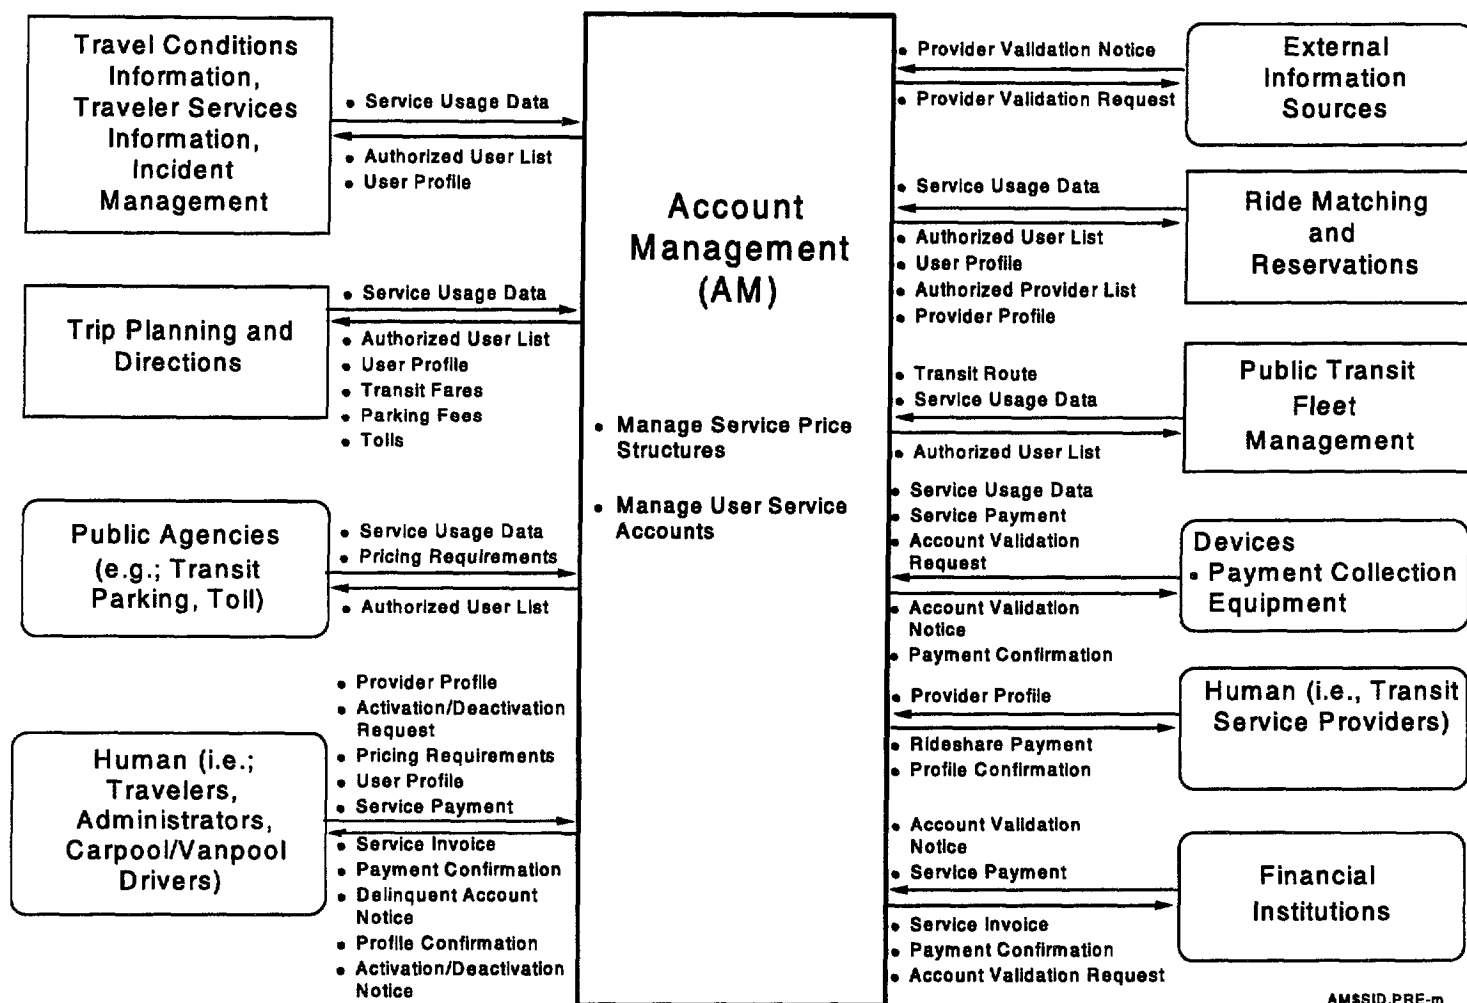 Travel Conditions
Information,
Traveler Services
Information,
Incident
Management
• Service Usage Data
• Authorized User List
• User Profile
Trip Planning and
Directions
• Service Usage Data
• Authorized User List
• User Profile
• Transit Fares
• Parking Fees
• Tolls
Public Agencies
(e.g.; Transit
Parking, Toll)
• Service Usage Data
• Pricing Requirements
• Authorized User List
Human (i.e.;
Travelers,
Administrators,
Carpool/Vanpool
Drivers)
• Provider Profile
• Activation/Deactivation
Request
• Pricing Requirements
• User Profile
• Service Payment
• Service Invoice
• Payment Confirmation
• Delinquent Account
Notice
• Profile Confirmation
• Activation/Deactivation
Notice
Account
Management
(AM)
• Manage Service Price
Structures
• Manage User Service
Accounts
• Provider Validation Notice
• Provider Validation Request
External
Information
Sources
• Service Usage Data
• Authorized User List
• User Profile
• Authorized Provider List
• Provider Profile
Ride Matching
and
Reservations
• Transit Route
• Service Usage Data
• Authorized User List
Public Transit
Fleet
Management
• Service Usage Data
• Service Payment
• Account Validation
Request
• Account Validation
Notice
• Payment Confirmation
Devices
• Payment Collection
Equipment
• Provider Profile
• Rideshare Payment
• Profile Confirmation
Human (i.e., Transit
Service Providers)
• Account Validation
Notice
• Service Payment
• Service Invoice
• Payment Confirmation
• Account Validation Request
Financial
Institutions
AMSSID.PRE-m